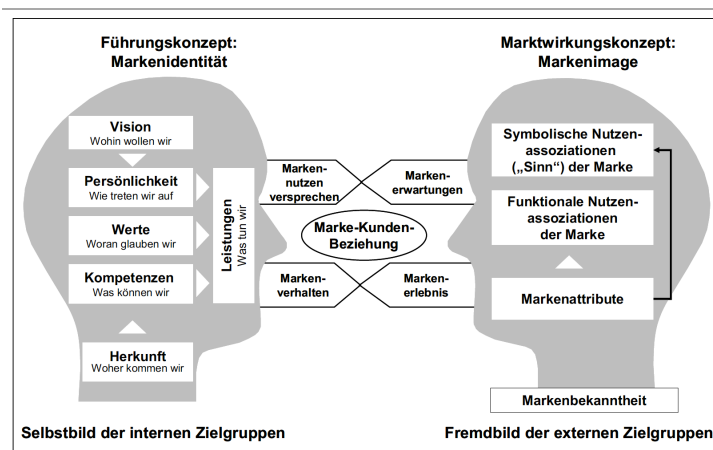 Führungskonzept:
Markenidentität
Vision
Wohin wollen wir
Persönlichkeit
Wie treten wir auf
Werte
Woran glauben wir
Kompetenzen
Was können wir
Herkunft
Woher kommen wir
Leistungen
Was tun wir
Selbstbild der internen Zielgruppen
Marken-
nutzen
versprechen
Marken-
erwartungen
Marke-Kunden-
Beziehung
Marken-
verhalten
Marken-
erlebnis
Marktwirkungskonzept:
Markenimage
Symbolische Nutzen-
assoziationen
(„Sinn“) der Marke
Funktionale Nutzen-
assoziationen
der Marke
Markenattribute
Markenbekanntheit
Fremdbild der externen Zielgruppen